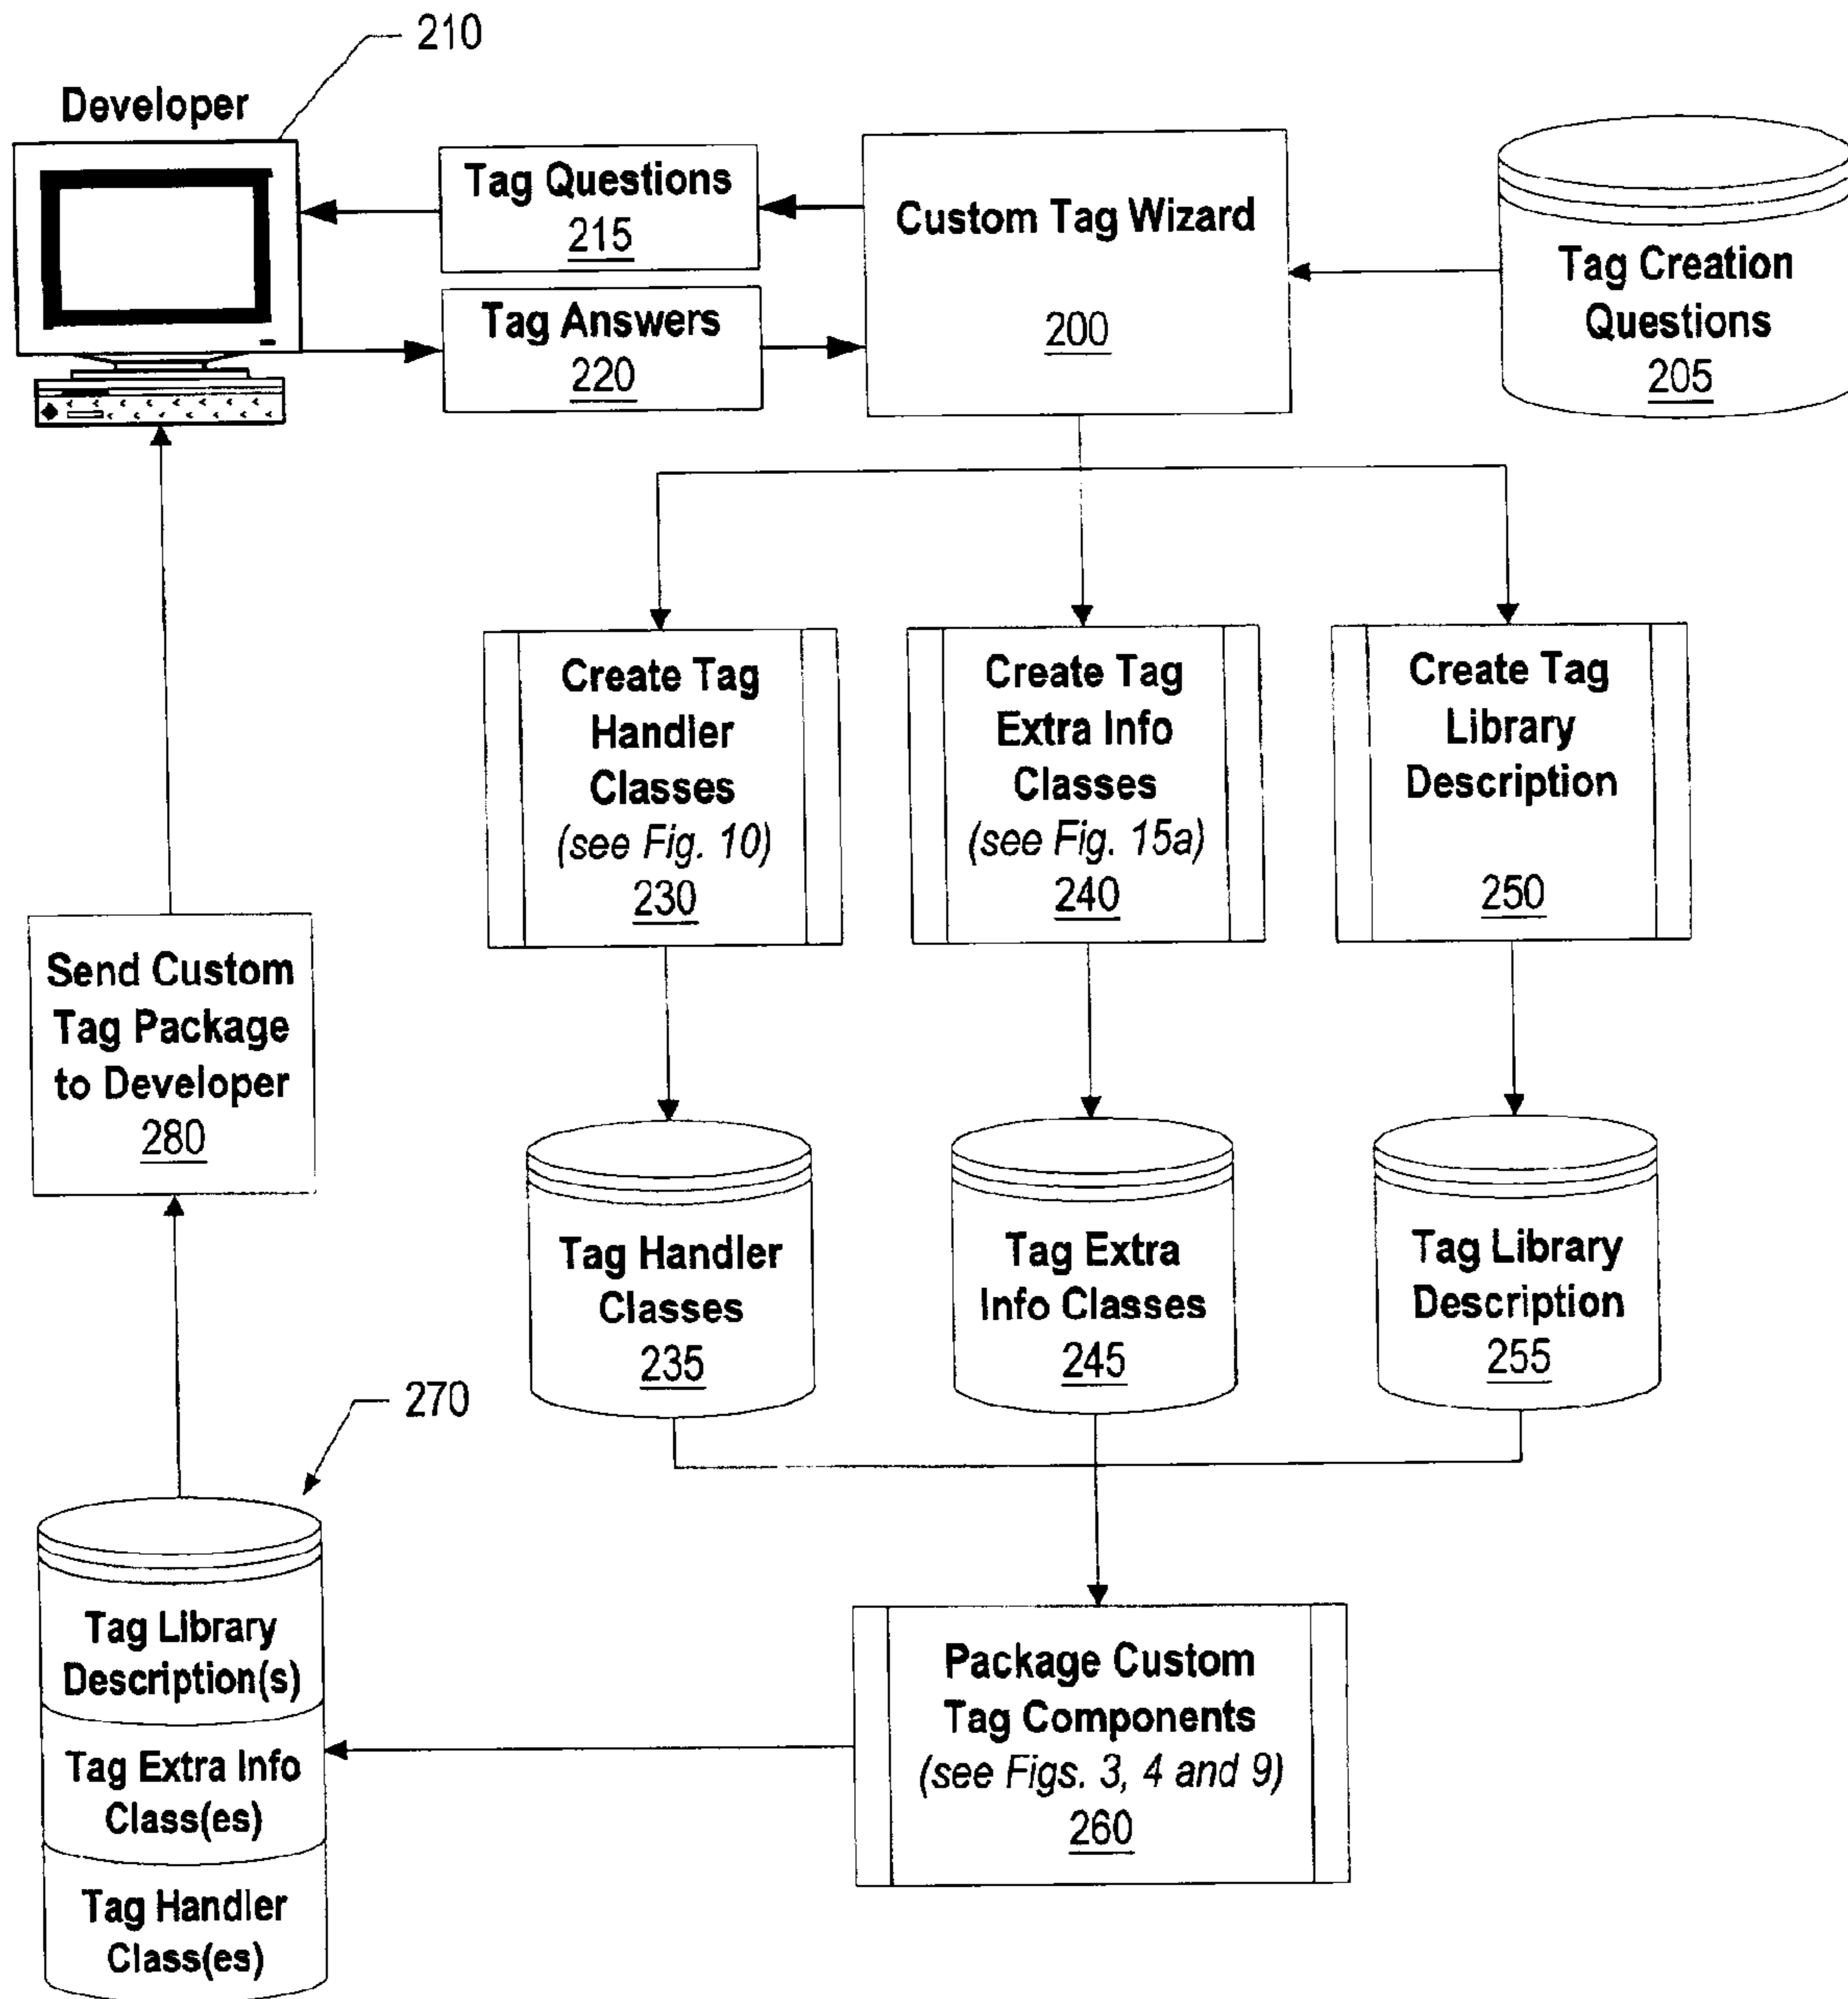 210
Developer
Tag Questions
215
Tag Answers
220
Custom Tag Wizard
200
Tag Creation
Questions
205
Create Tag
Handler
Classes
(see Fig. 10)
230
Create Tag
Extra Info
Classes
(see Fig. 15a)
240
Create Tag
Library
Description
250
Send Custom
Tag Package
to Developer
280
Tag Handler
Classes
235
Tag Extra
Info Classes
245
Tag Library
Description
255
270
Tag Library
Description(s)
Tag Extra Info
Class(es)
Tag Handler
Class(es)
Package Custom
Tag Components
(see Figs. 3, 4 and 9)
260